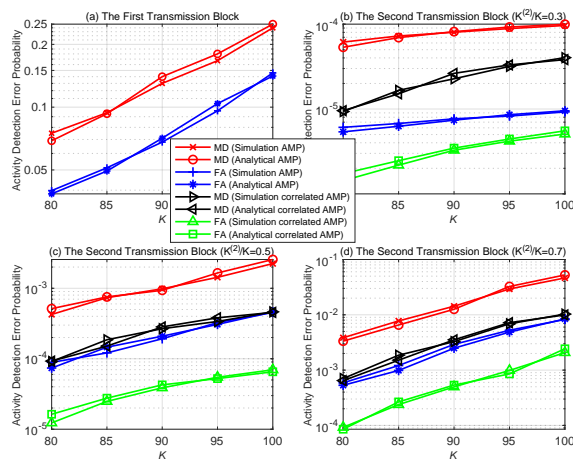 (a) The First Transmission Block
Activity Detection Error Probability
0.25
0.15
0.1
0.05
80 85 90 95 100
K
(b) The Second Transmission Block (K^(2)/K=0.3)
Activity Detection Error Probability
10^-4
10^-5
80 85 90 95 100
MD (Simulation AMP)
MD (Analytical AMP)
FA (Simulation AMP)
FA (Analytical AMP)
MD (Simulation correlated AMP)
MD (Analytical correlated AMP)
FA (Simulation correlated AMP)
FA (Analytical correlated AMP)
(c) The Second Transmission Block (K^(2)/K=0.5)
Activity Detection Error Probability
10^-3
10^-4
10^-5
80 85 90 95 100
K
(d) The Second Transmission Block (K^(2)/K=0.7)
Activity Detection Error Probability
10^-1
10^-2
10^-3
10^-4
80 85 90 95 100
K